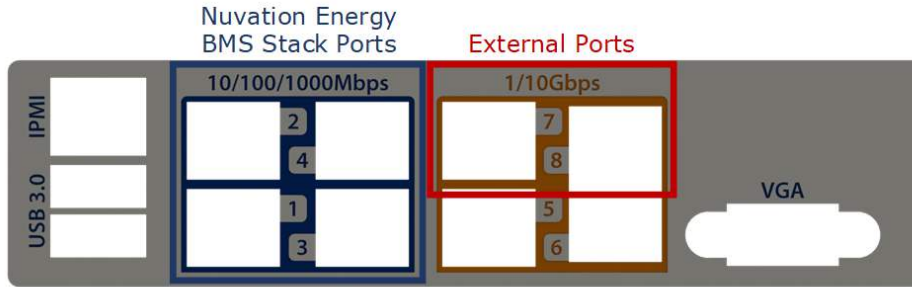 Nuvation Energy
BMS Stack Ports
External Ports
10/100/1000Mbps
1/10Gbps
IPMI
USB 3.0
2
4
1
3
7
8
5
6
VGA